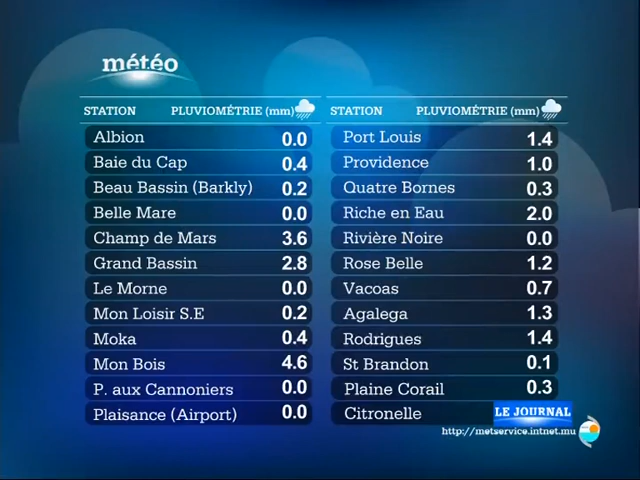 météo
STATION PLUVIOMÉTRIE (mm) STATION PLUVIOMÉTRIE (mm)
Albion 0.0 Port Louis 1.4
Baie du Cap 0.4 Providence 1.0
Beau Bassin (Barkly) 0.2 Quatre Bornes 0.3
Belle Mare 0.0 Riche en Eau 2.0
Champ de Mars 3.6 Rivière Noire 0.0
Grand Bassin 2.8 Rose Belle 1.2
Le Morne 0.0 Vacoas 0.7
Mon Loisir S.E 0.2 Agalega 1.3
Moka 0.4 Rodrigues 1.4
Mon Bois 4.6 St Brandon 0.1
P. aux Cannoniers 0.0 Plaine Corail 0.3
Plaisance (Airport) 0.0 Citronelle LE JOURNAL
http://metservice.intnet.mu